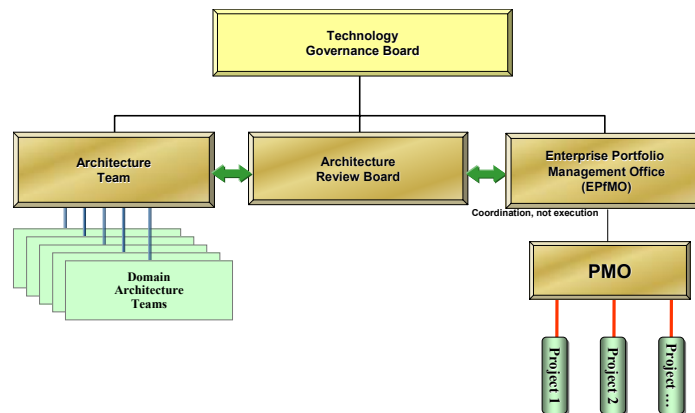 Technology
Governance Board
Architecture
Team
Architecture
Review Board
Enterprise Portfolio
Management Office
(EPfMO)
Coordination, not execution
Domain
Architecture
Teams
PMO
Project 1
Project 2
Project ...